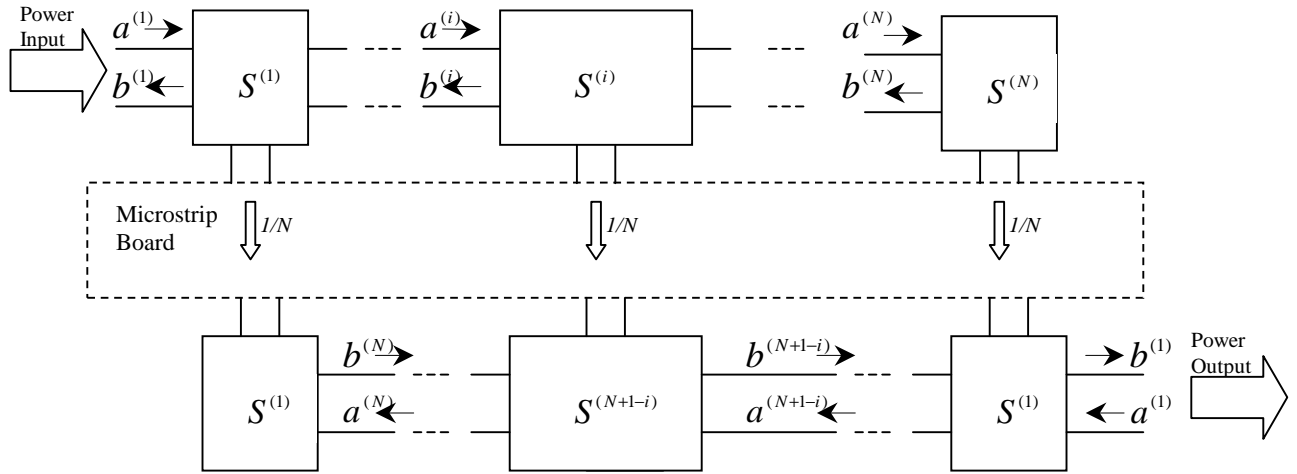 Power
Input
a^(1)
b^(1)
S^(1)
a^(i)
b^(i)
S^(i)
a^(N)
b^(N)
S^(N)
Microstrip
Board
1/N
1/N
1/N
S^(1)
b^(N)
a^(N)
S^(N+1-i)
b^(N+1-i)
a^(N+1-i)
S^(1)
b^(1)
a^(1)
Power
Output